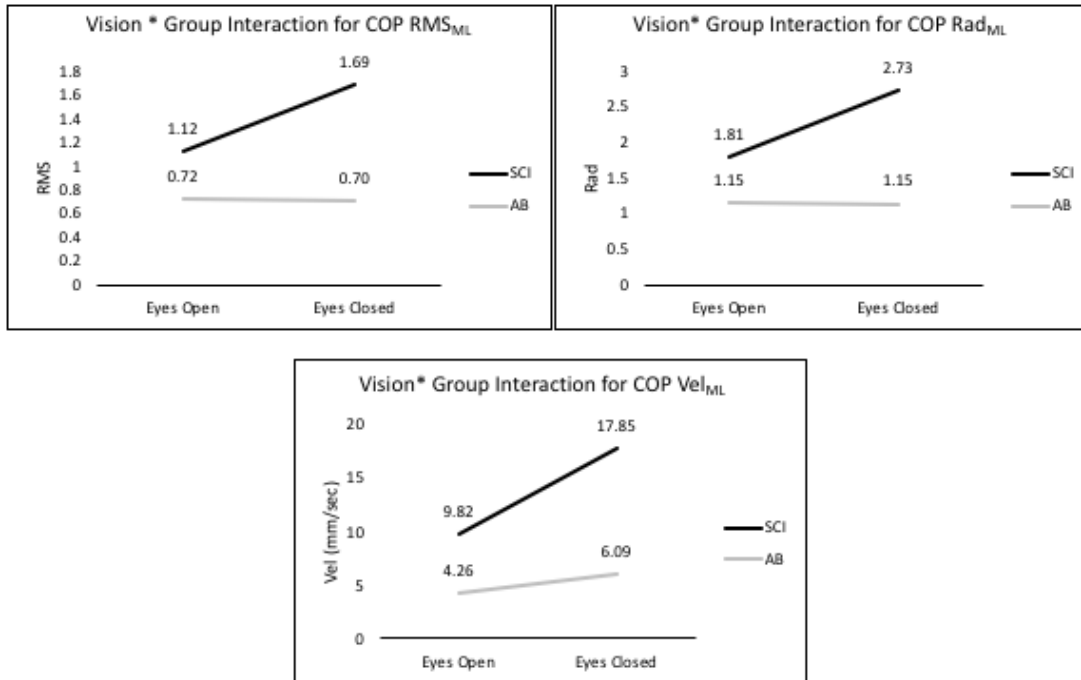 Vision * Group Interaction for COP RMSML
1.8
1.6
1.4
1.2
1
0.8
0.6
0.4
0.2
0
RMS
1.69
1.12
0.72
0.70
SCI
AB
Eyes Open
Eyes Closed
Vision* Group Interaction for COP RadML
3
2.5
2
1.5
1
0.5
0
Rad
2.73
1.81
1.15
1.15
SCI
AB
Eyes Open
Eyes Closed
Vision* Group Interaction for COP VelML
20
15
10
5
0
Vel (mm/sec)
17.85
9.82
4.26
6.09
SCI
AB
Eyes Open
Eyes Closed